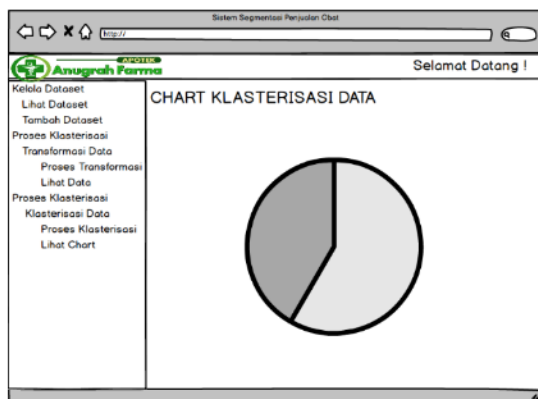 Sistem Segmentasi Penjualan Obat
http://
APOTEK
Anugrah Farma
Selamat Datang !
Kelola Dataset
Lihat Dataset
Tambah Dataset
Proses Klasterisasi
Transformasi Data
Proses Transformasi
Lihat Data
Proses Klasterisasi
Klasterisasi Data
Proses Klasterisasi
Lihat Chart
CHART KLASTERISASI DATA